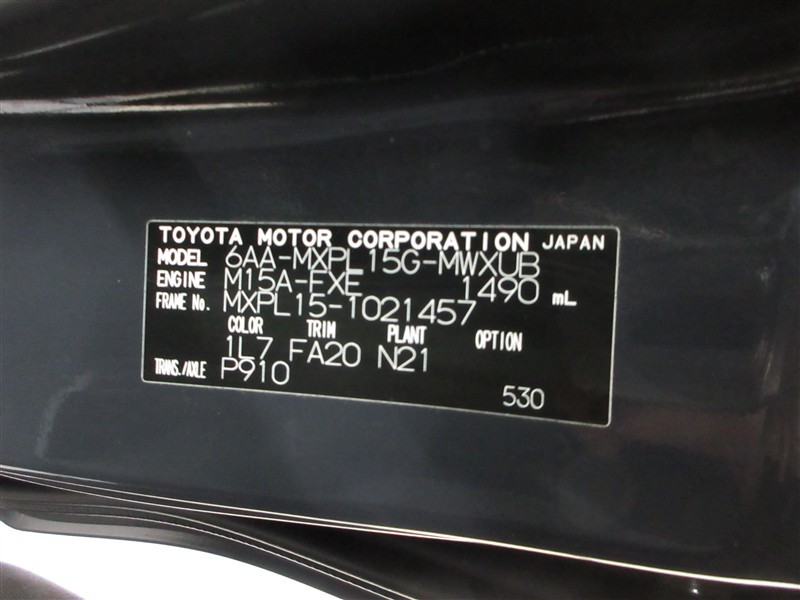 TOYOTA MOTOR CORPORATION JAPAN
MODEL 6AA-MXPL15G-MWXUB
ENGINE M15A-FXE 1490 mL
FRAME No. MXPL15-1021457
COLOR TRIM PLANT OPTION
1L7 FA20 N21
TRANS./AXLE P910
530